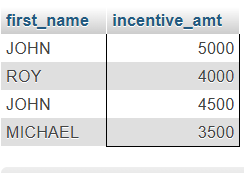 first_name incentive_amt
JOHN 5000
ROY 4000
JOHN 4500
MICHAEL 3500